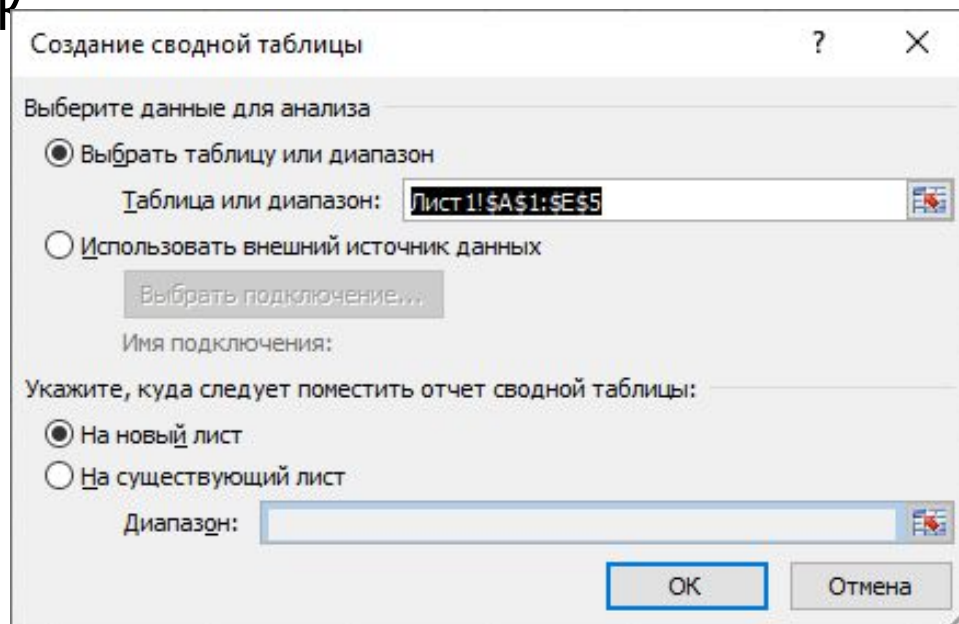 Создание сводной таблицы
Выберите данные для анализа
Выбрать таблицу или диапазон
Таблица или диапазон: Лист1!$A$1:$E$5
Использовать внешний источник данных
Выбрать подключение...
Имя подключения:
Укажите, куда следует поместить отчет сводной таблицы:
На новый лист
На существующий лист
Диапазон:
ОК Отмена